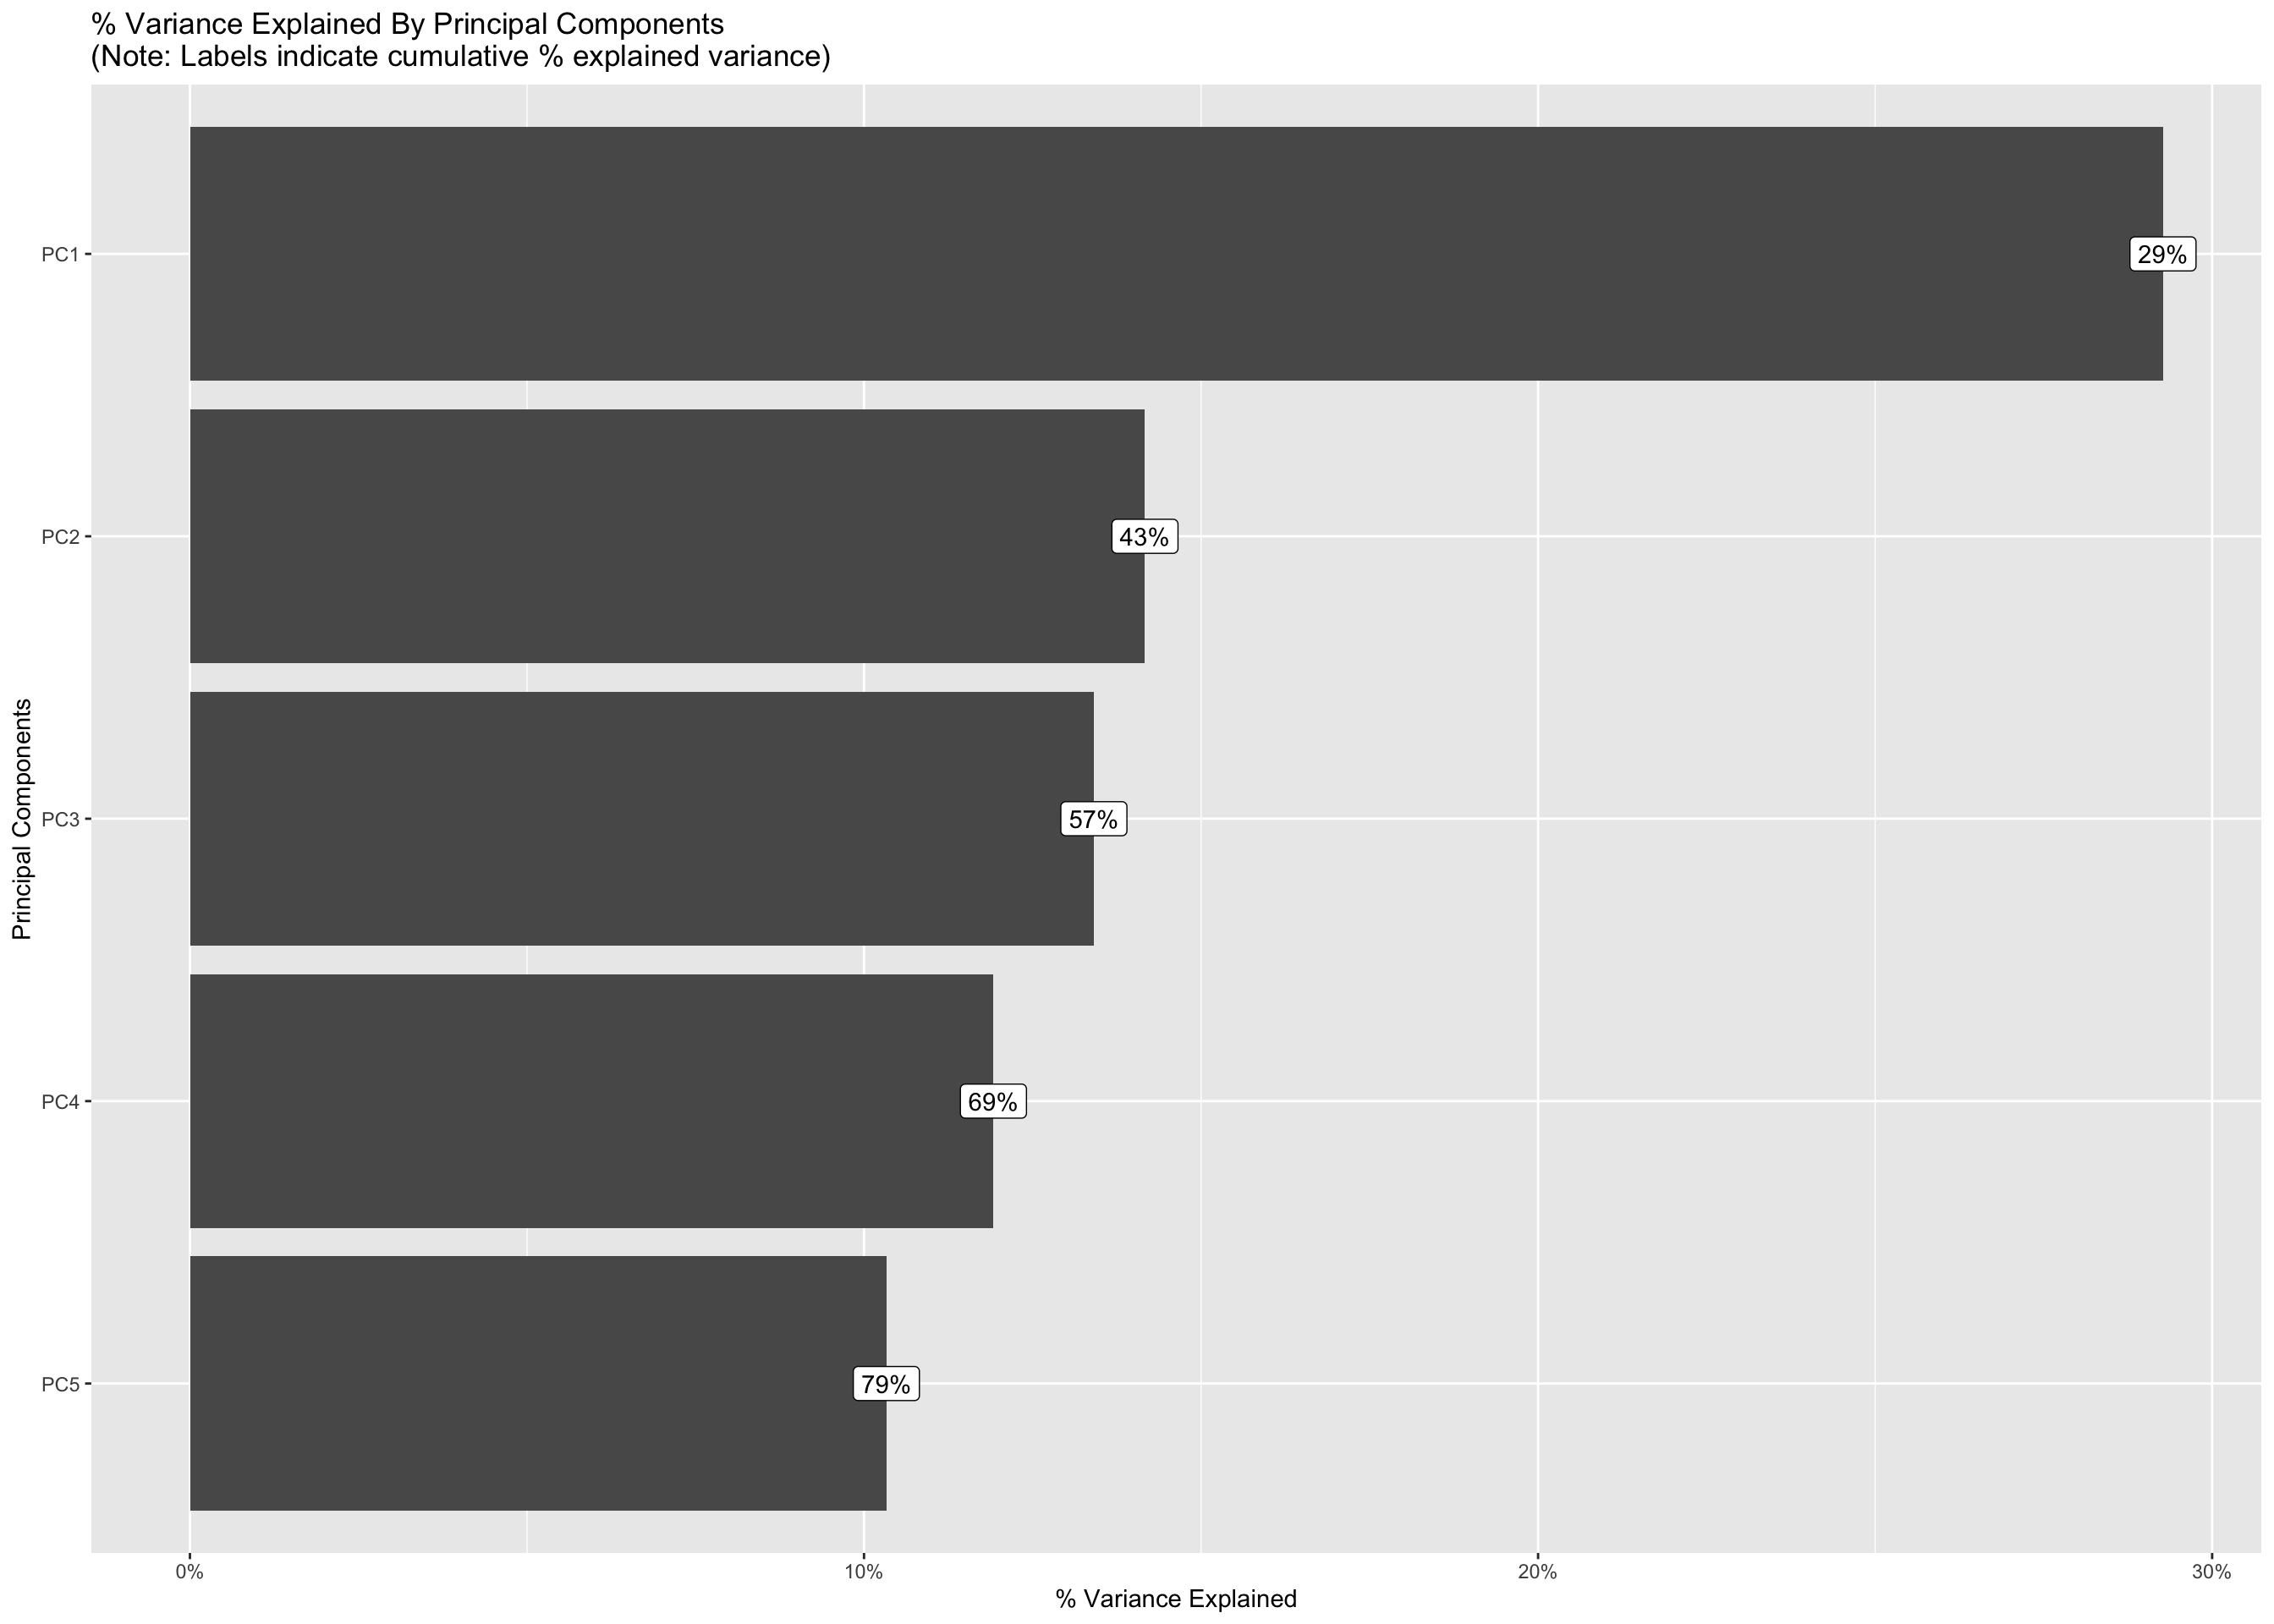 % Variance Explained By Principal Components
(Note: Labels indicate cumulative % explained variance)
Principal Components
PC1
29%
PC2
43%
PC3
57%
PC4
69%
PC5
79%
0%
10%
20%
30%
% Variance Explained